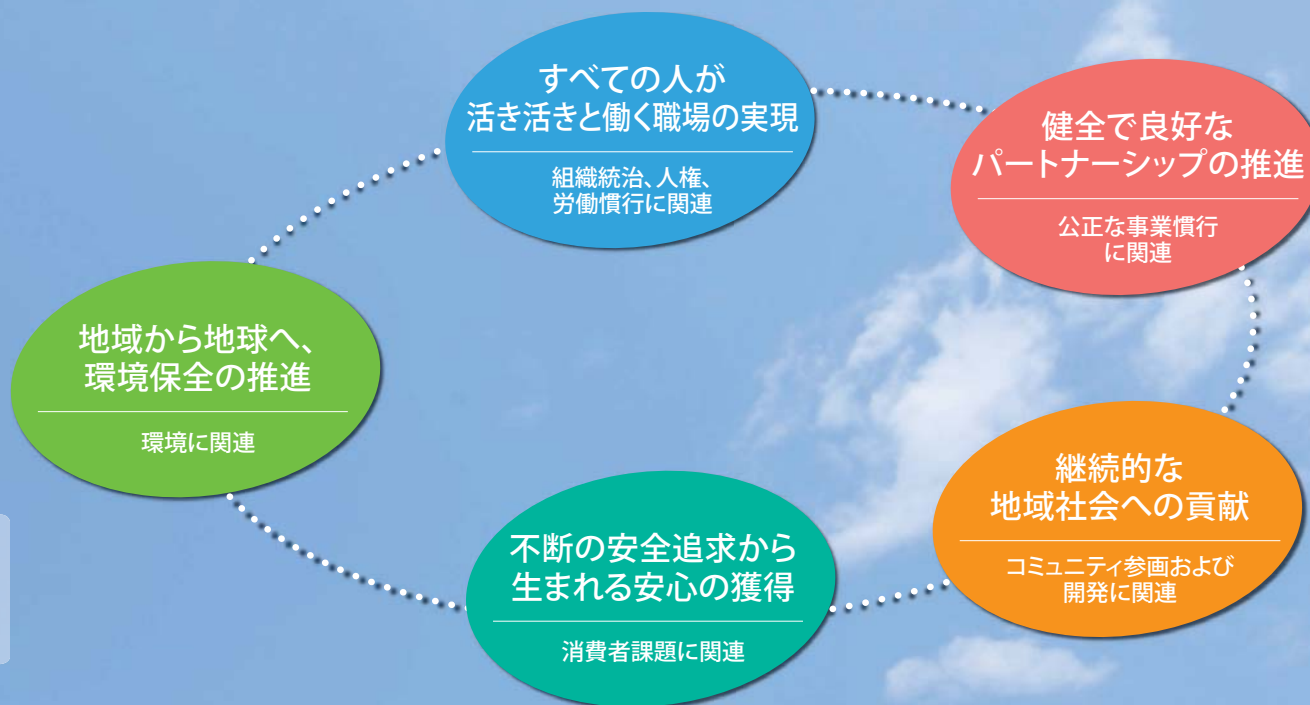 すべての人が
活き活きと働く職場の実現
組織統治、人権、
労働慣行に関連
健全で良好な
パートナーシップの推進
公正な事業慣行
に関連
地域から地球へ、
環境保全の推進
環境に関連
継続的な
地域社会への貢献
コミュニティ参画および
開発に関連
不断の安全追求から
生まれる安心の獲得
消費者課題に関連